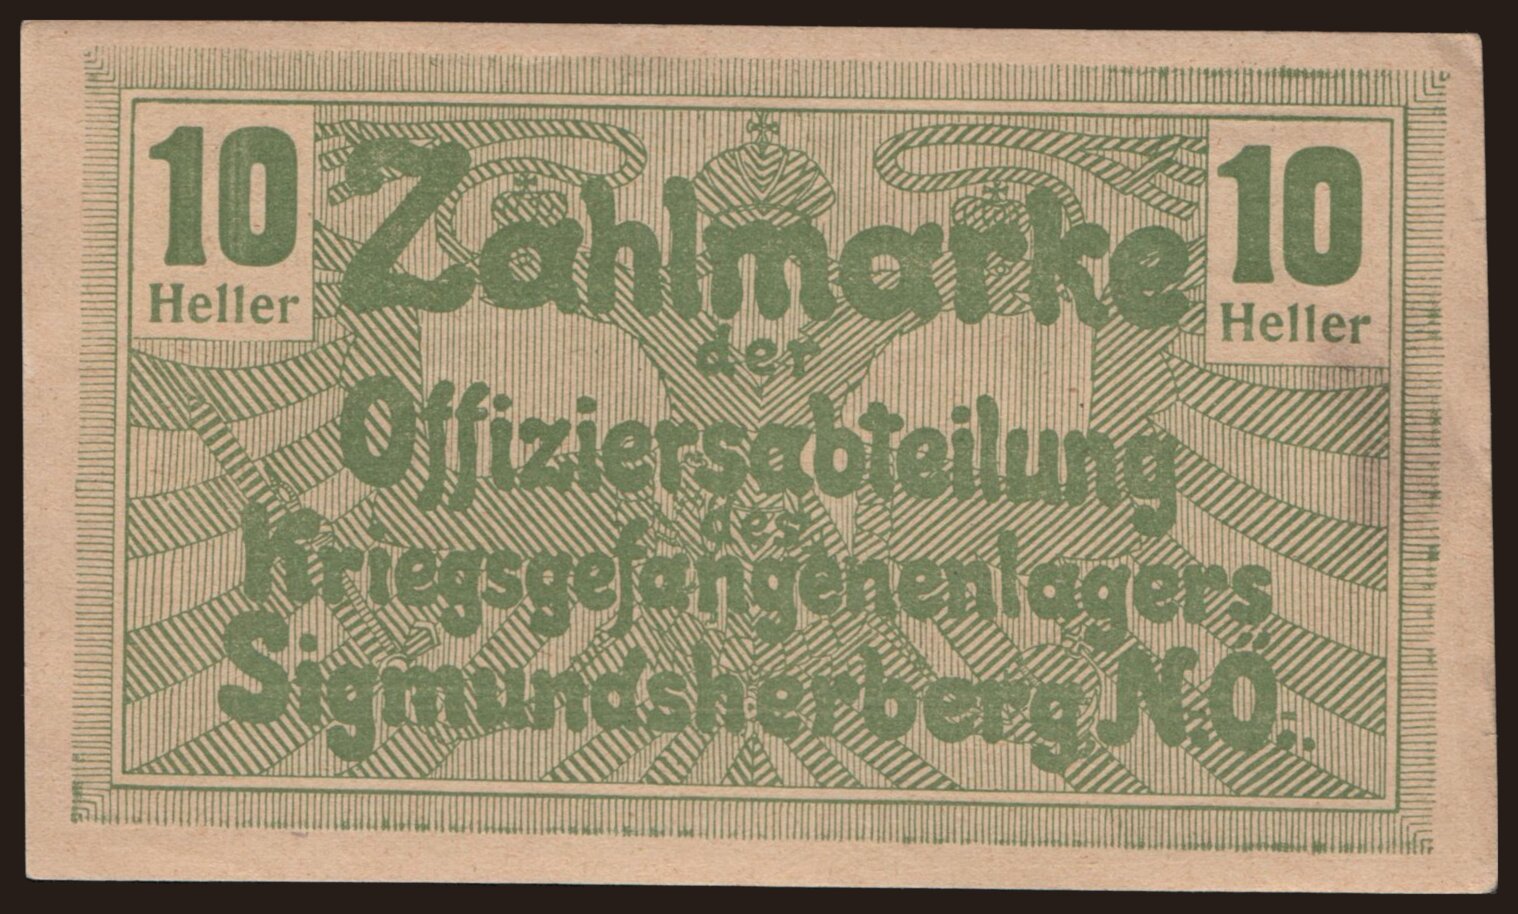 10
Heller
10
Heller
Zahlmarke
der
Offiziersabteilung
des
Kriegsgefangenenlagers
Sigmundsherberg N.Ö.